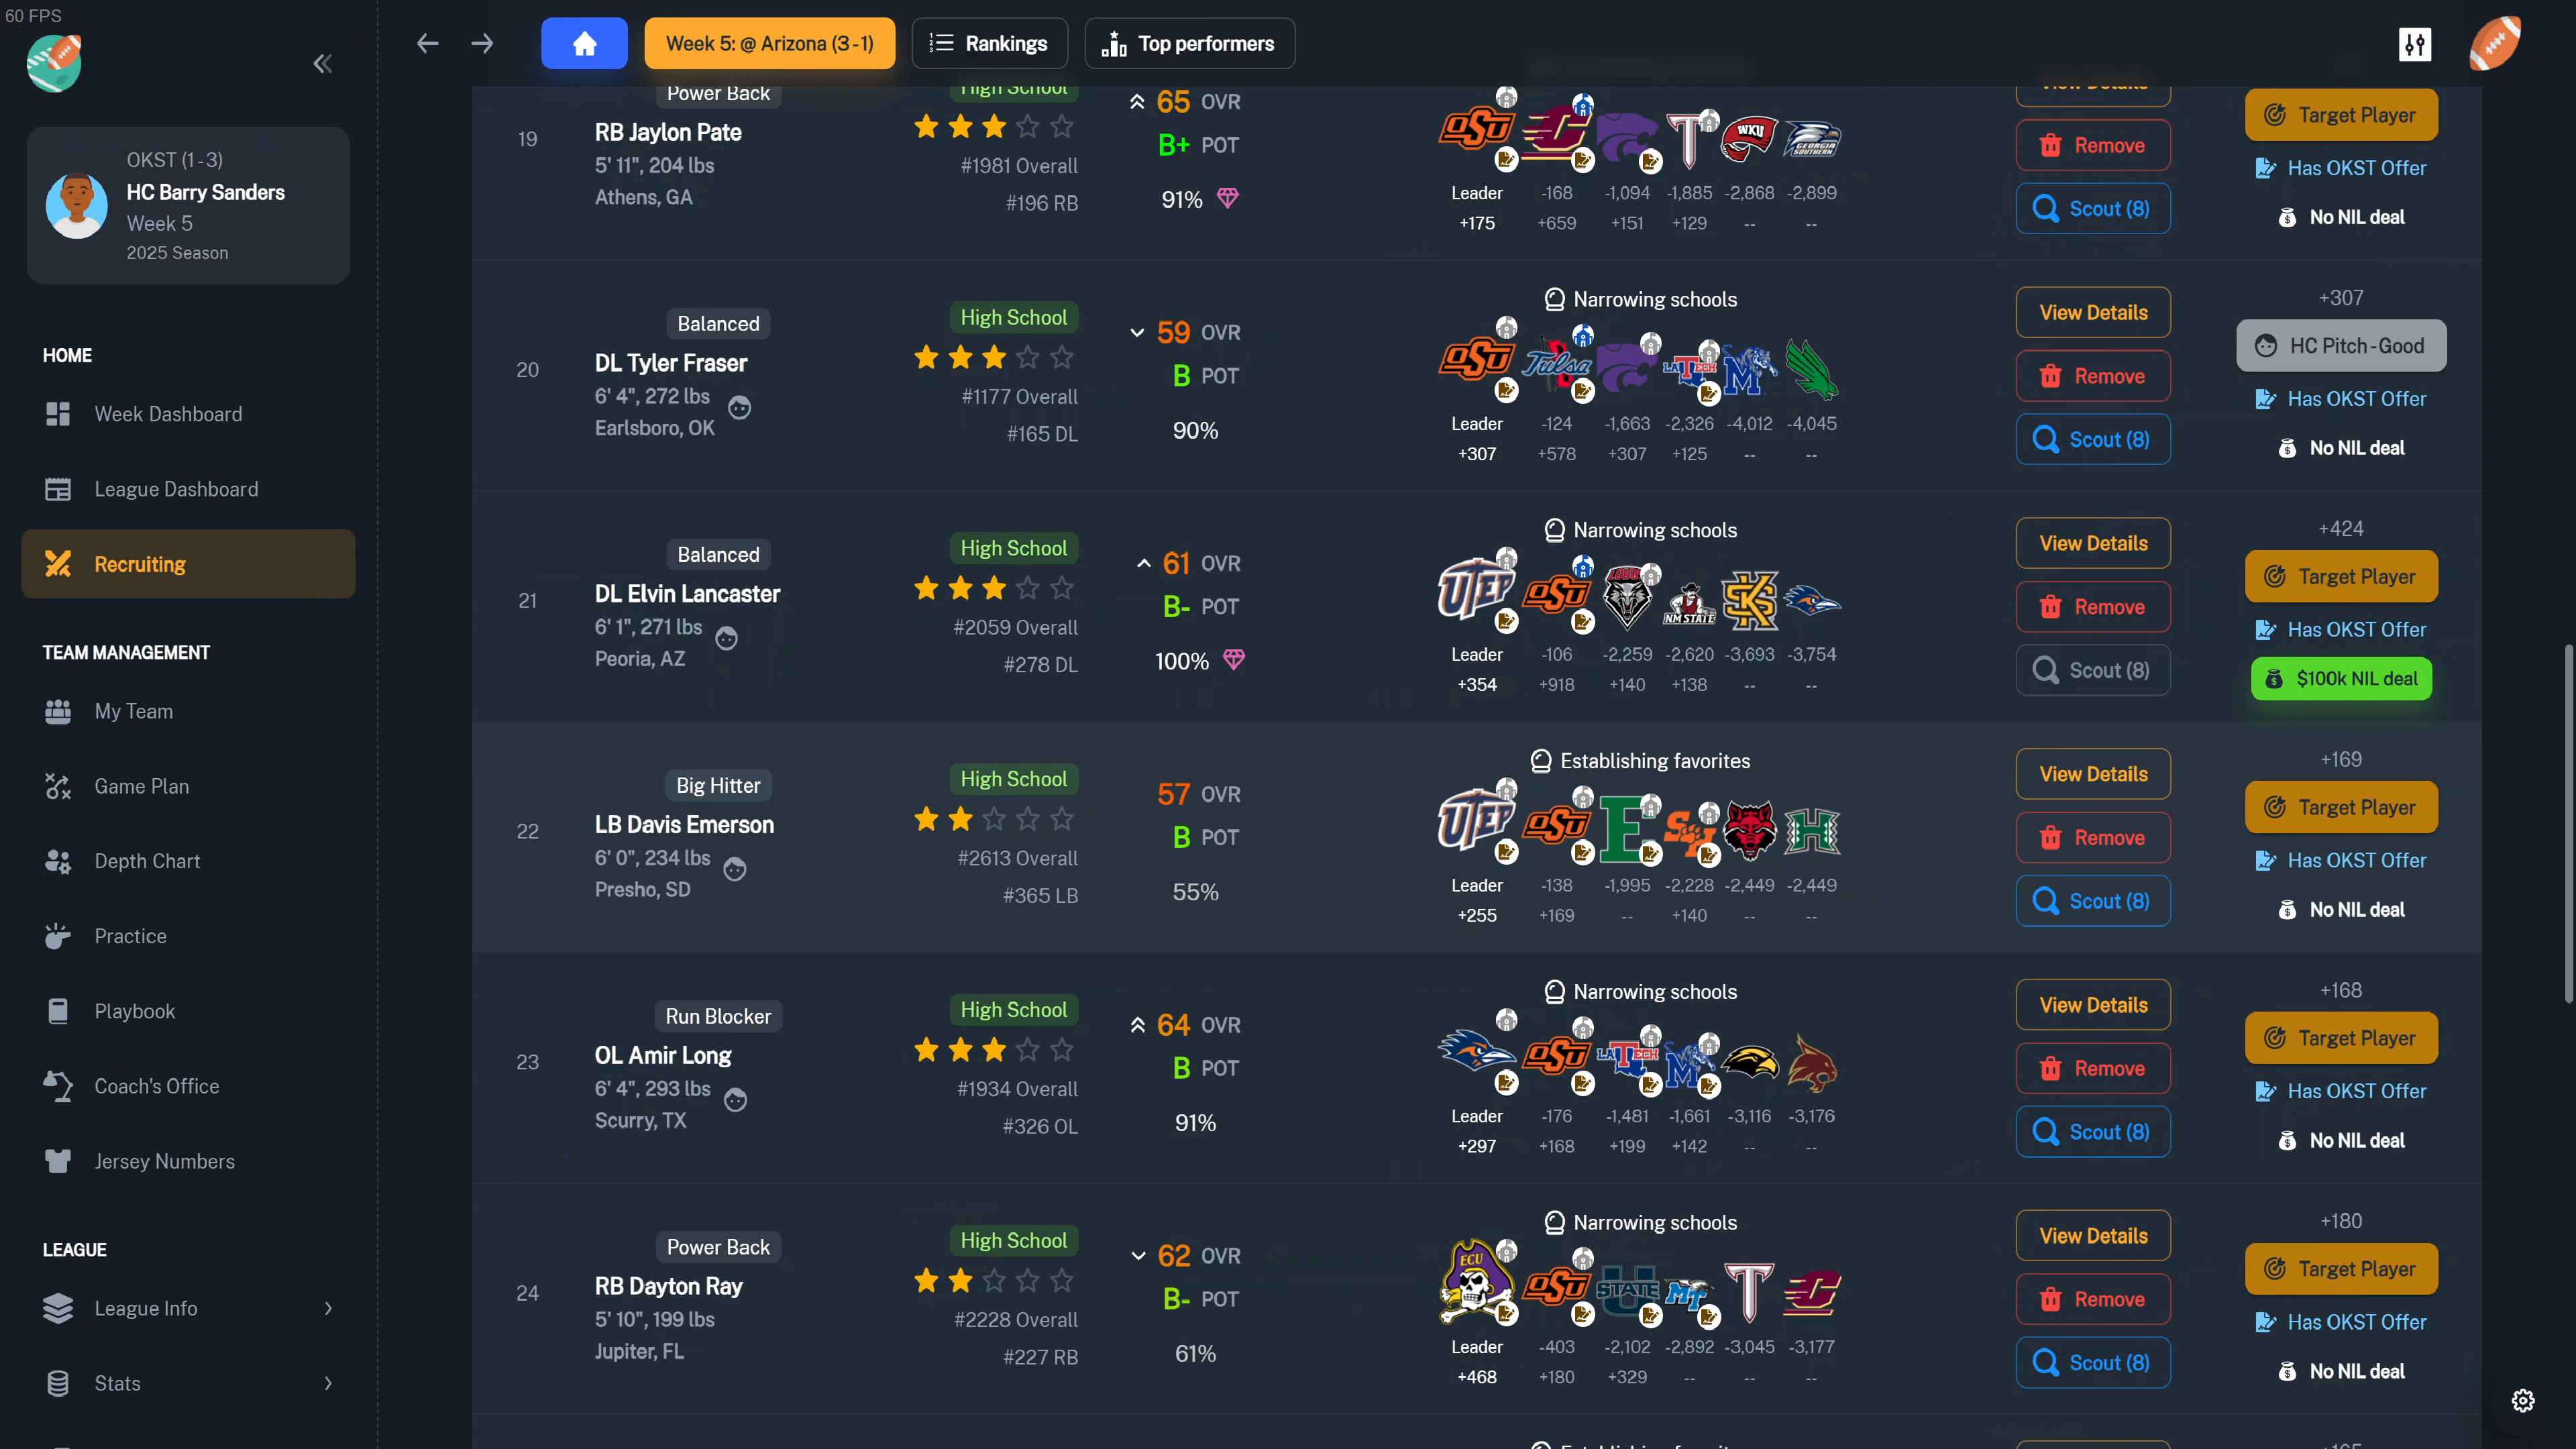 60 FPS
Week 5: @ Arizona (3-1)
Rankings
Top performers
OKST (1-3)
HC Barry Sanders
Week 5
2025 Season
HOME
Week Dashboard
League Dashboard
Recruiting
TEAM MANAGEMENT
My Team
Game Plan
Depth Chart
Practice
Playbook
Coach's Office
Jersey Numbers
LEAGUE
League Info
Stats
19
Power Back
RB Jaylon Pate
5' 11", 204 lbs
Athens, GA
High School
#1981 Overall
#196 RB
65 OVR
B+ POT
91%
Leader -168 -1,094 -1,885 -2,868 -2,899
+175 +659 +151 +129 -- --
View Details
Remove
Scout (8)
Target Player
Has OKST Offer
No NIL deal
20
Balanced
DL Tyler Fraser
6' 4", 272 lbs
Earlsboro, OK
High School
#1177 Overall
#165 DL
59 OVR
B POT
90%
Narrowing schools
Leader -124 -1,663 -2,326 -4,012 -4,045
+307 +578 +307 +125 -- --
View Details
Remove
Scout (8)
+307
HC Pitch-Good
Has OKST Offer
No NIL deal
21
Balanced
DL Elvin Lancaster
6' 1", 271 lbs
Peoria, AZ
High School
#2059 Overall
#278 DL
61 OVR
B- POT
100%
Narrowing schools
Leader -106 -2,259 -2,620 -3,693 -3,754
+354 +918 +140 +138 -- --
View Details
Remove
Scout (8)
+424
Target Player
Has OKST Offer
$100k NIL deal
22
Big Hitter
LB Davis Emerson
6' 0", 234 lbs
Presho, SD
High School
#2613 Overall
#365 LB
57 OVR
B POT
55%
Establishing favorites
Leader -138 -1,995 -2,228 -2,449 -2,449
+255 +169 -- +140 -- --
View Details
Remove
Scout (8)
+169
Target Player
Has OKST Offer
No NIL deal
23
Run Blocker
OL Amir Long
6' 4", 293 lbs
Scurry, TX
High School
#1934 Overall
#326 OL
64 OVR
B POT
91%
Narrowing schools
Leader -176 -1,481 -1,661 -3,116 -3,176
+297 +168 +199 +142 -- --
View Details
Remove
Scout (8)
+168
Target Player
Has OKST Offer
No NIL deal
24
Power Back
RB Dayton Ray
5' 10", 199 lbs
Jupiter, FL
High School
#2228 Overall
#227 RB
62 OVR
B- POT
61%
Narrowing schools
Leader -403 -2,102 -2,892 -3,045 -3,177
+468 +180 +329 -- -- --
View Details
Remove
Scout (8)
+180
Target Player
Has OKST Offer
No NIL deal